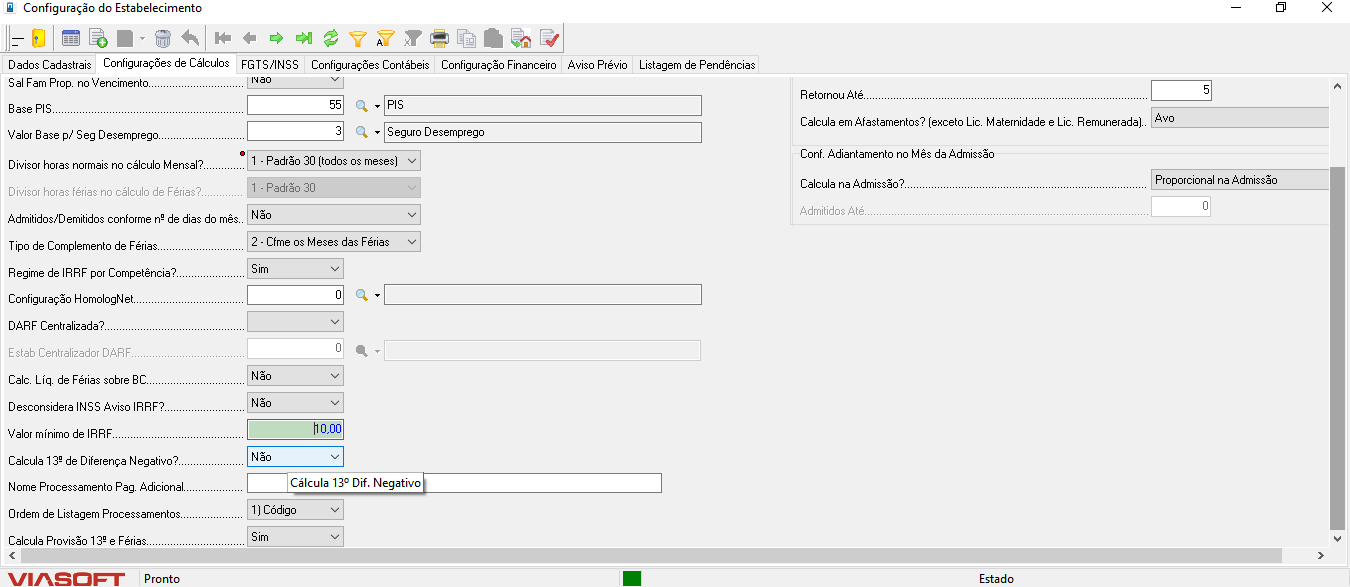 Configuração do Estabelecimento
Dados Cadastrais
Configurações de Cálculos
FGTS/INSS
Configurações Contábeis
Configuração Financeiro
Aviso Prévio
Listagem de Pendências
Sal Fam Prop. no Vencimento
Não
Base PIS
55
PIS
Valor Base p/ Seg Desemprego
3
Seguro Desemprego
Divisor horas normais no cálculo Mensal?
1 - Padrão 30 (todos os meses)
Divisor horas férias no cálculo de Férias?
1 - Padrão 30
Admitidos/Demitidos conforme nº de dias do mês..
Não
Tipo de Complemento de Férias
2 - Cfme os Meses das Férias
Regime de IRRF por Competência?
Sim
Configuração HomologNet
0
DARF Centralizada?
Estab Centralizador DARF
0
Calc. Líq. de Férias sobre BC
Não
Desconsidera INSS Aviso IRRF?
Não
Valor mínimo de IRRF
10,00
Calcula 13º de Diferença Negativo?
Não
Cálcula 13º Dif. Negativo
Nome Processamento Pag. Adicional
Ordem de Listagem Processamentos
1) Código
Calcula Provisão 13º e Férias
Sim
Retornou Até
5
Calcula em Afastamentos? (exceto Lic. Maternidade e Lic. Remunerada)..
Avo
Conf. Adiantamento no Mês da Admissão
Calcula na Admissão?
Proporcional na Admissão
Admitidos Até
0
VIASOFT
Pronto
Estado